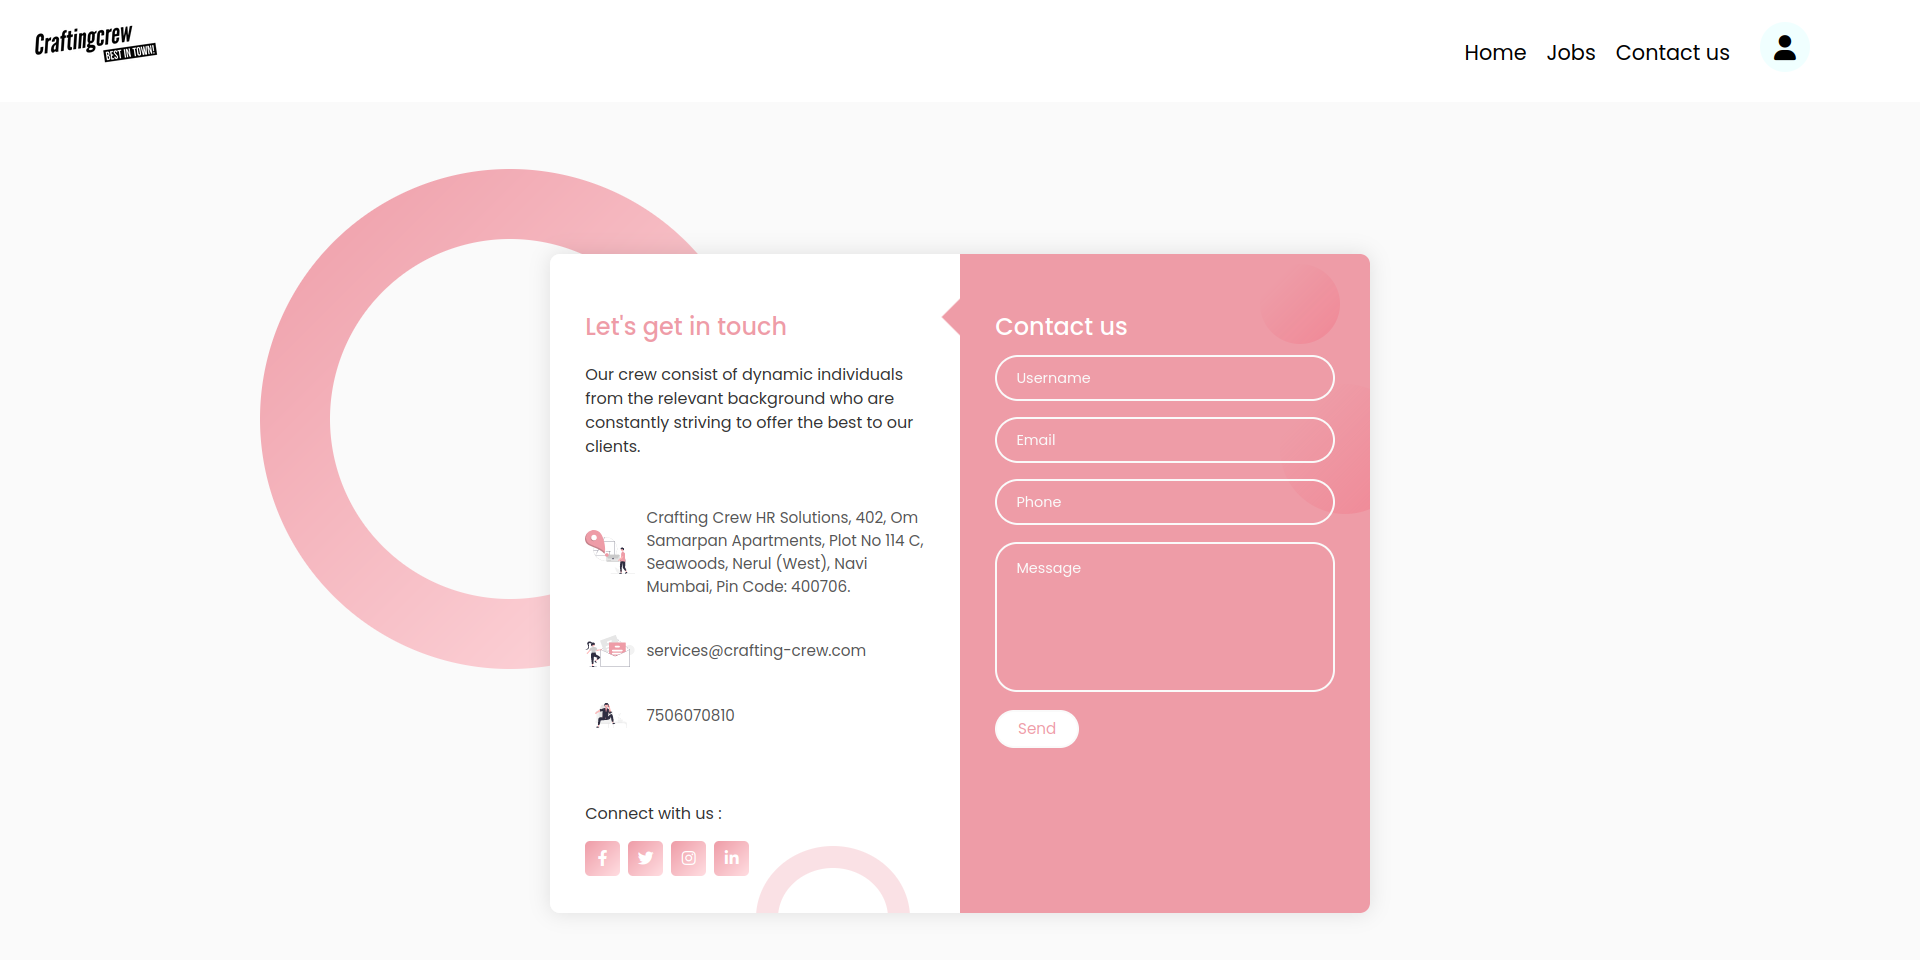 Craftingcrew
BEST IN TOWN!
Home
Jobs
Contact us
Let's get in touch
Our crew consist of dynamic individuals
from the relevant background who are
constantly striving to offer the best to our
clients.
Crafting Crew HR Solutions, 402, Om
Samarpan Apartments, Plot No 114 C,
Seawoods, Nerul (West), Navi
Mumbai, Pin Code: 400706.
services@crafting-crew.com
7506070810
Connect with us :
Contact us
Username
Email
Phone
Message
Send